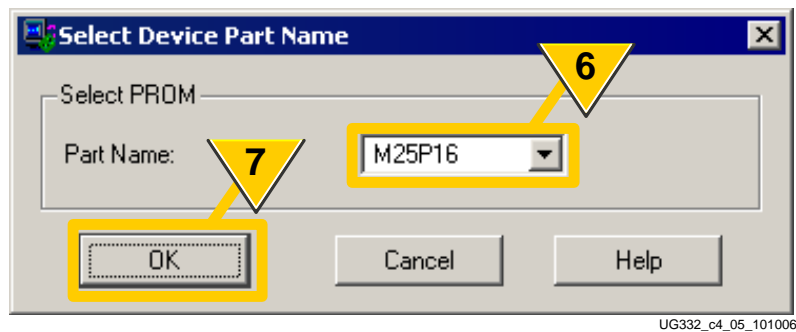 Select Device Part Name
6
Select PROM
Part Name:
M25P16
7
OK
Cancel
Help
UG332_c4_05_101006